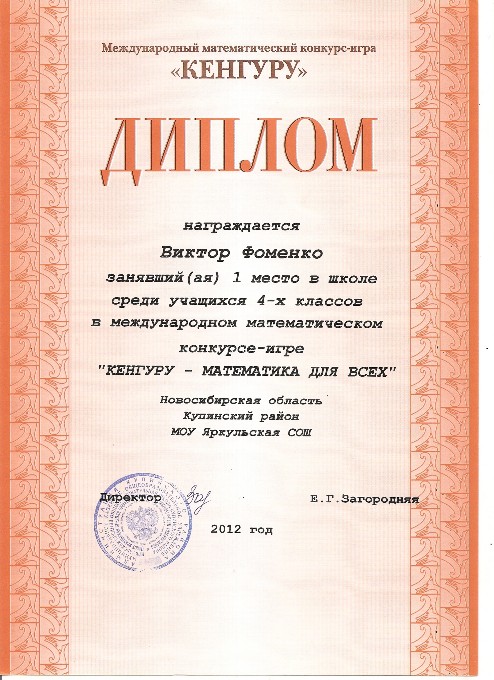 Международный математический конкурс-игра
«КЕНГУРУ»
ДИПЛОМ
награждается
Виктор Фоменко
занявший(ая) 1 место в школе
среди учащихся 4-х классов
в международном математическом
конкурсе-игре
"КЕНГУРУ - МАТЕМАТИКА ДЛЯ ВСЕХ"
Новосибирская область
Купинский район
МОУ Яркульская СОШ
Директор Е.Г.Загородняя
2012 год